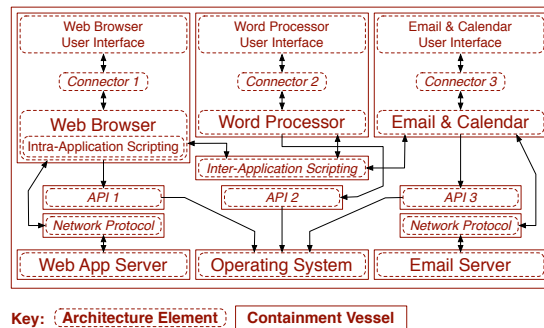 Web Browser
User Interface
Word Processor
User Interface
Email & Calendar
User Interface
Connector 1
Connector 2
Connector 3
Web Browser
Word Processor
Email & Calendar
Intra-Application Scripting
Inter-Application Scripting
API 1
API 2
API 3
Network Protocol
Network Protocol
Web App Server
Operating System
Email Server
Key: Architecture Element Containment Vessel